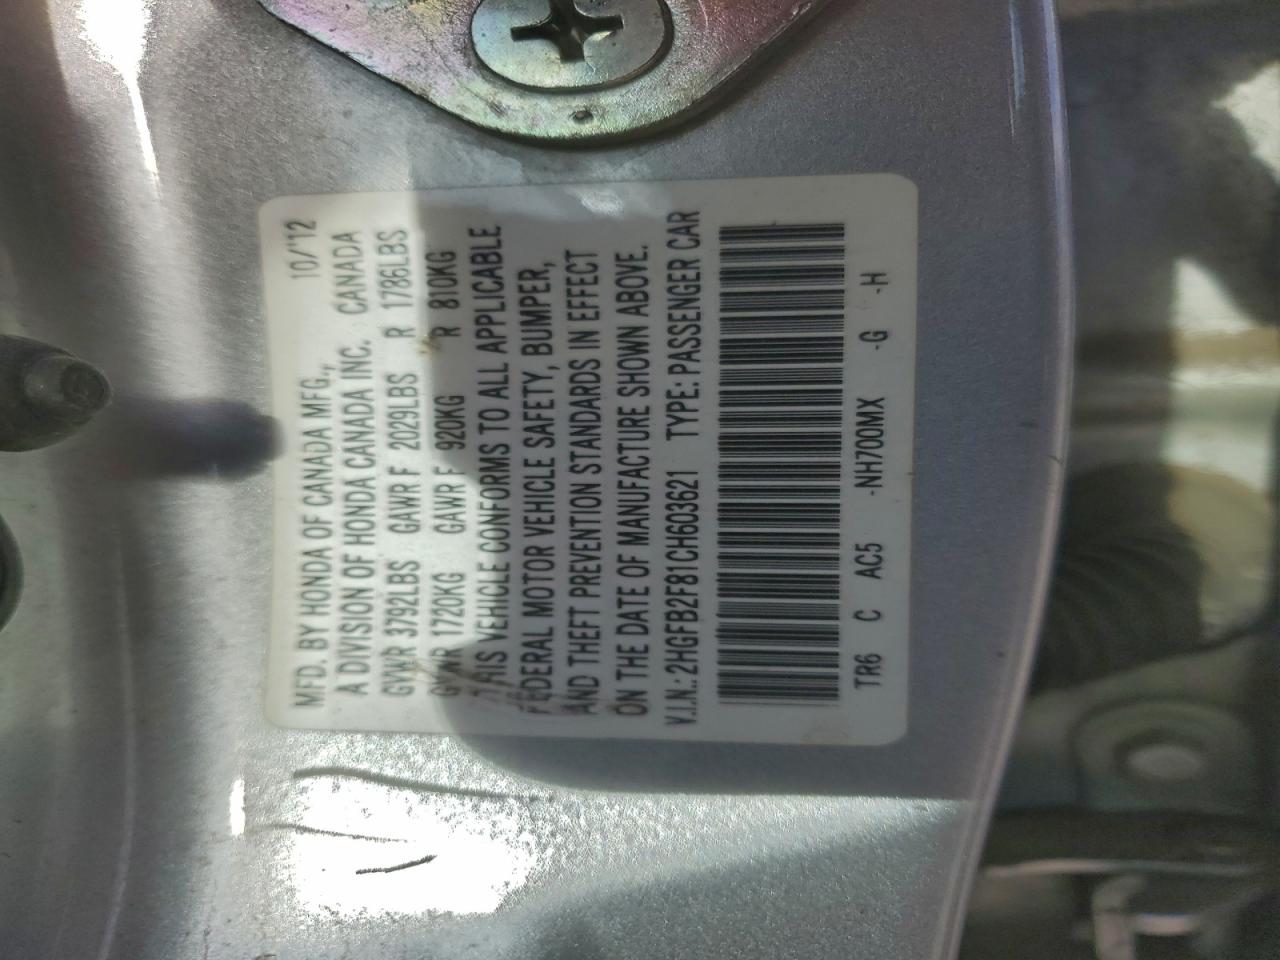 MFD. BY HONDA OF CANADA MFG., 10/'12
A DIVISION OF HONDA CANADA INC. CANADA
GVWR 3792LBS GAWR F 2029LBS R 1786LBS
GVWR 1720KG GAWR F 920KG R 810KG
THIS VEHICLE CONFORMS TO ALL APPLICABLE
FEDERAL MOTOR VEHICLE SAFETY, BUMPER,
AND THEFT PREVENTION STANDARDS IN EFFECT
ON THE DATE OF MANUFACTURE SHOWN ABOVE.
V.I.N.: 2HGFB2F81CH603621 TYPE: PASSENGER CAR
TR6 C AC5 -NH700MX -G -H